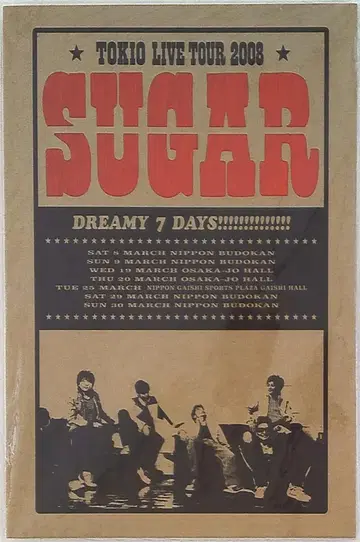 ★ TOKIO LIVE TOUR 2008 ★
SUGAR
DREAMY 7 DAYS!!!!!!!!!!!!!!!
SAT 8 MARCH NIPPON BUDOKAN
SUN 9 MARCH NIPPON BUDOKAN
WED 19 MARCH OSAKA-JO HALL
THU 20 MARCH OSAKA-JO HALL
TUE 25 MARCH NIPPON GAISHI SPORTS PLAZA GAISHI HALL
SAT 29 MARCH NIPPON BUDOKAN
SUN 30 MARCH NIPPON BUDOKAN